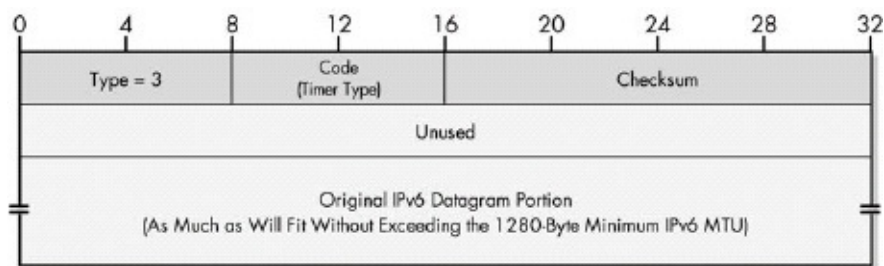 0 4 8 12 16 20 24 28 32
Type = 3
Code
(Timer Type)
Checksum
Unused
Original IPv6 Datagram Portion
(As Much as Will Fit Without Exceeding the 1280-Byte Minimum IPv6 MTU)